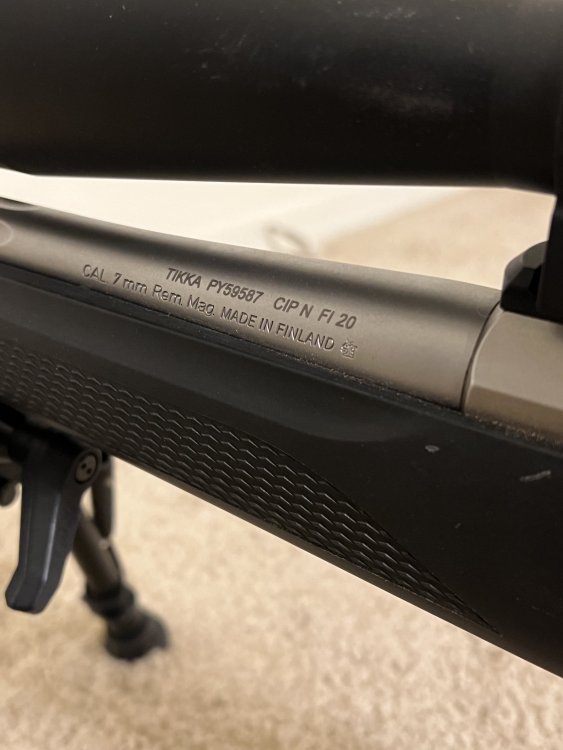 TIKKA PY59587 CIP N FI 20
CAL. 7 mm Rem. Mag. MADE IN FINLAND